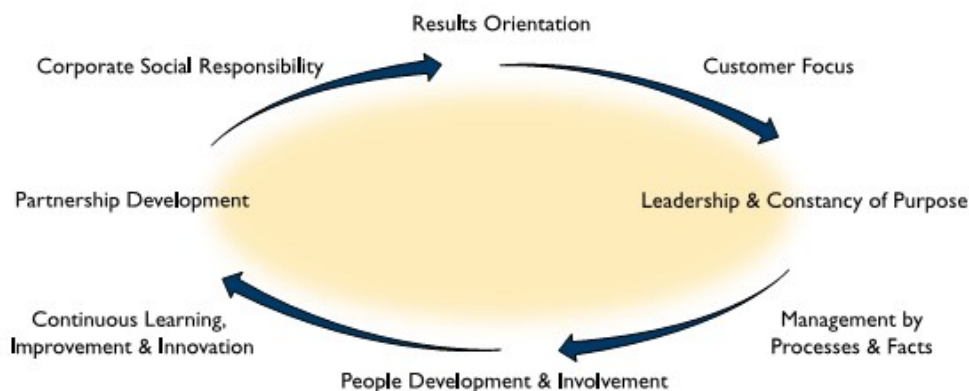 Results Orientation
Corporate Social Responsibility
Customer Focus
Partnership Development
Leadership & Constancy of Purpose
Continuous Learning,
Improvement & Innovation
Management by
Processes & Facts
People Development & Involvement